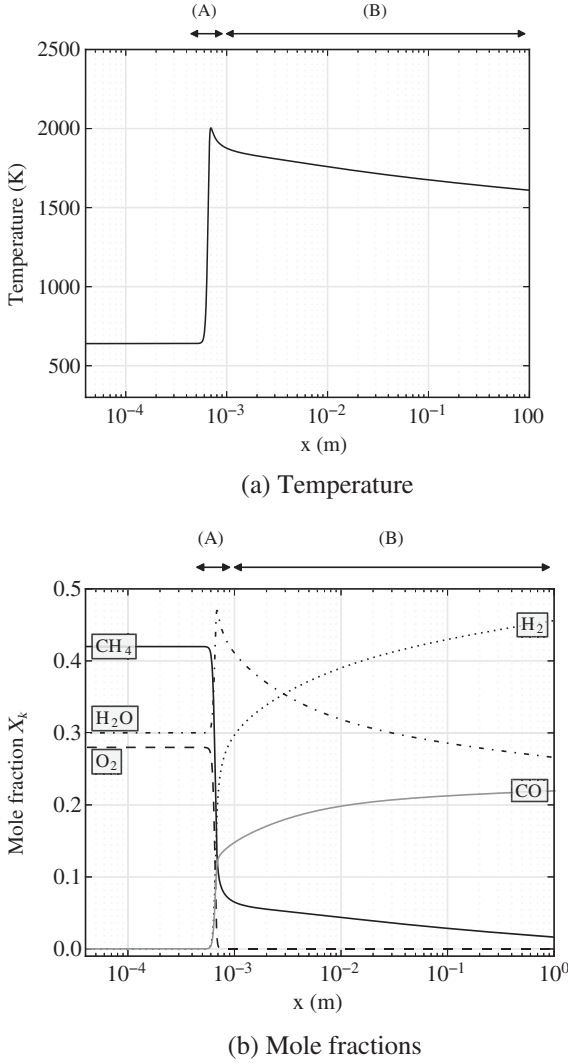 (A) (B)
2500
2000
1500
1000
500
Temperature (K)
10⁻⁴ 10⁻³ 10⁻² 10⁻¹ 100
x (m)
(a) Temperature
(A) (B)
0.5
0.4
0.3
0.2
0.1
0.0
Mole fraction Xₖ
CH₄
H₂O
O₂
H₂
CO
10⁻⁴ 10⁻³ 10⁻² 10⁻¹ 10⁰
x (m)
(b) Mole fractions